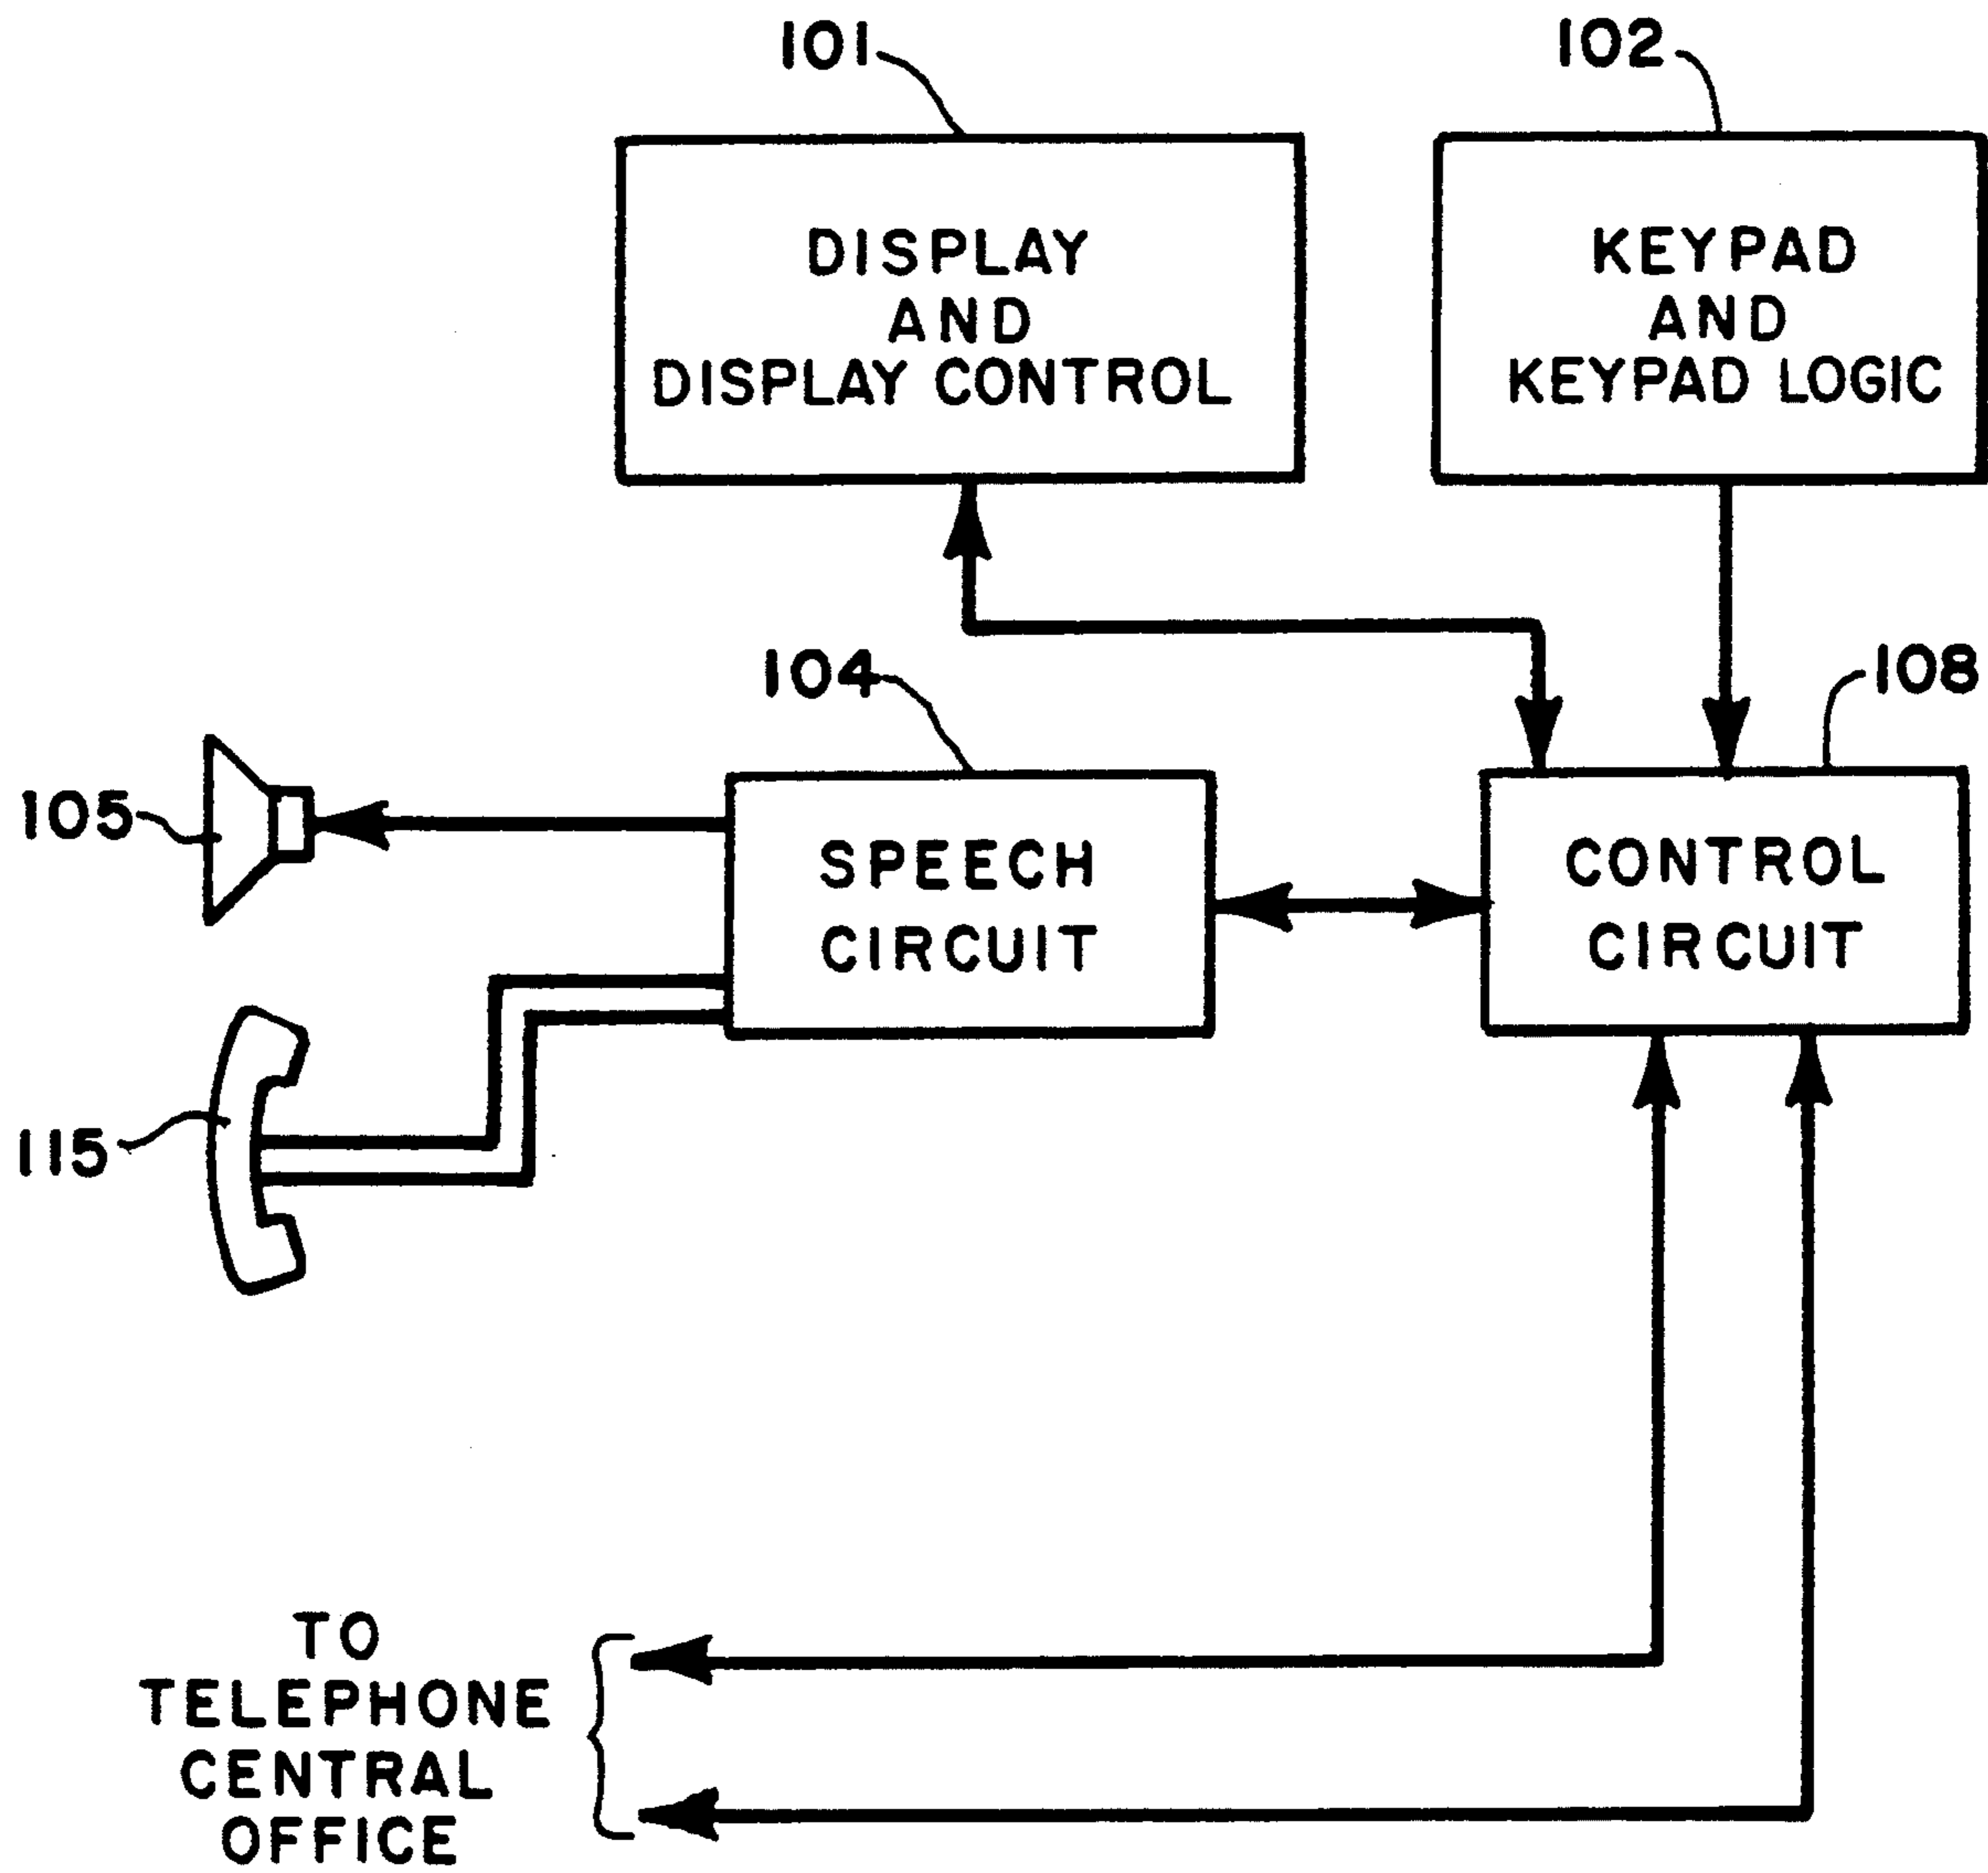 101
102
DISPLAY
AND
DISPLAY CONTROL
KEYPAD
AND
KEYPAD LOGIC
104
108
105
SPEECH
CIRCUIT
CONTROL
CIRCUIT
115
TO
TELEPHONE
CENTRAL
OFFICE